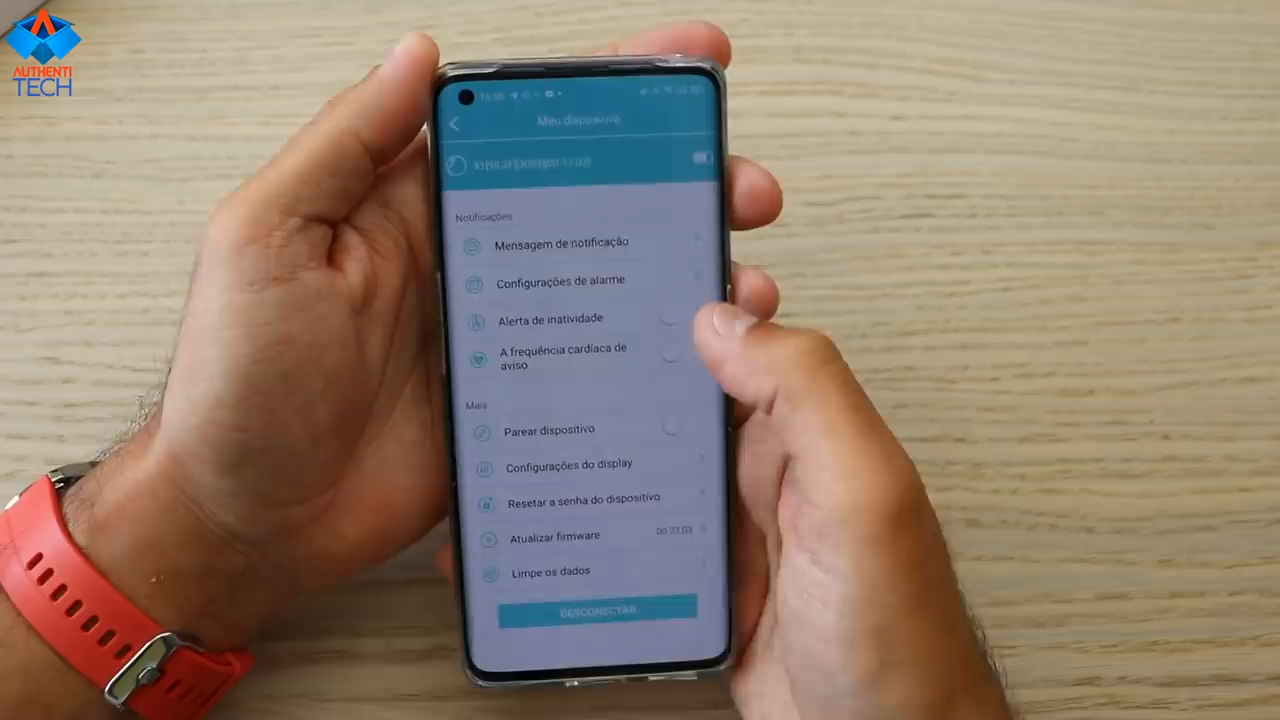 AUTHENTI
TECH
Meu dispositivo
Notificações
Mensagem de notificação
Configurações de alarme
Alerta de inatividade
A frequência cardíaca de
aviso
Mais
Parear dispositivo
Configurações do display
Resetar a senha do dispositivo
Atualizar firmware
Limpe os dados
DESCONECTAR